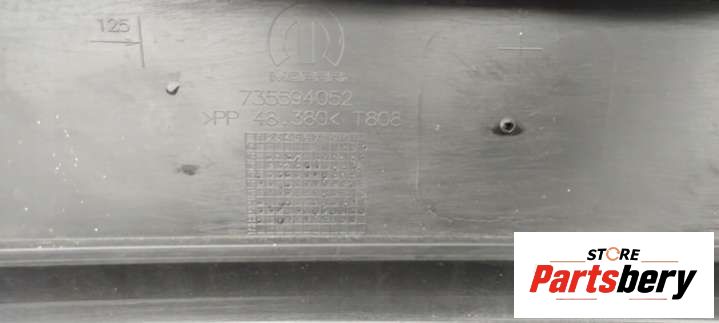 125
MOPAR
735594052
>PP 48..380< T808
STORE
Partsbery